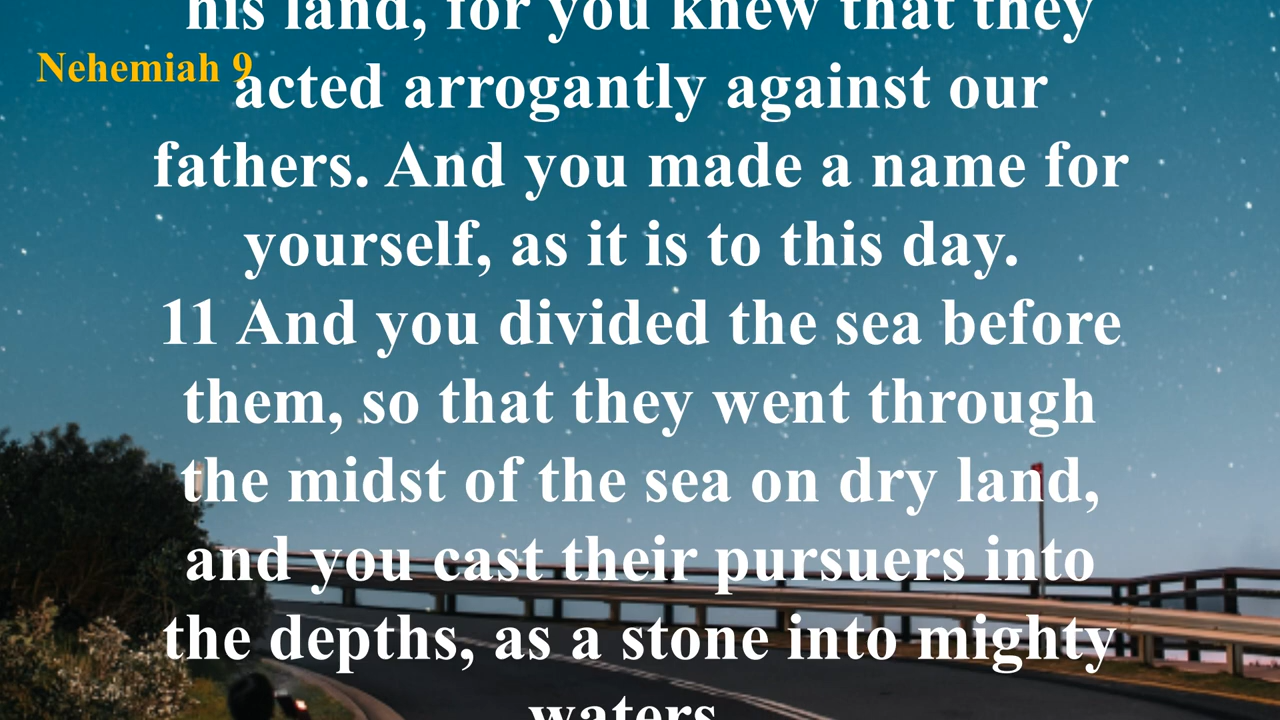 his land, for you knew that they
Nehemiah 9
acted arrogantly against our
fathers. And you made a name for
yourself, as it is to this day.
11 And you divided the sea before
them, so that they went through
the midst of the sea on dry land,
and you cast their pursuers into
the depths, as a stone into mighty
waters.